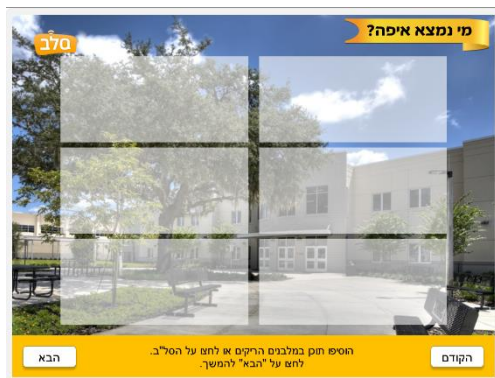 מי נמצא איפה?
סלב
הוסיפו תוכן במלבנים הריקים או לחצו על הסל"ב.
לחצו על "הבא" להמשך.
הקודם
הבא